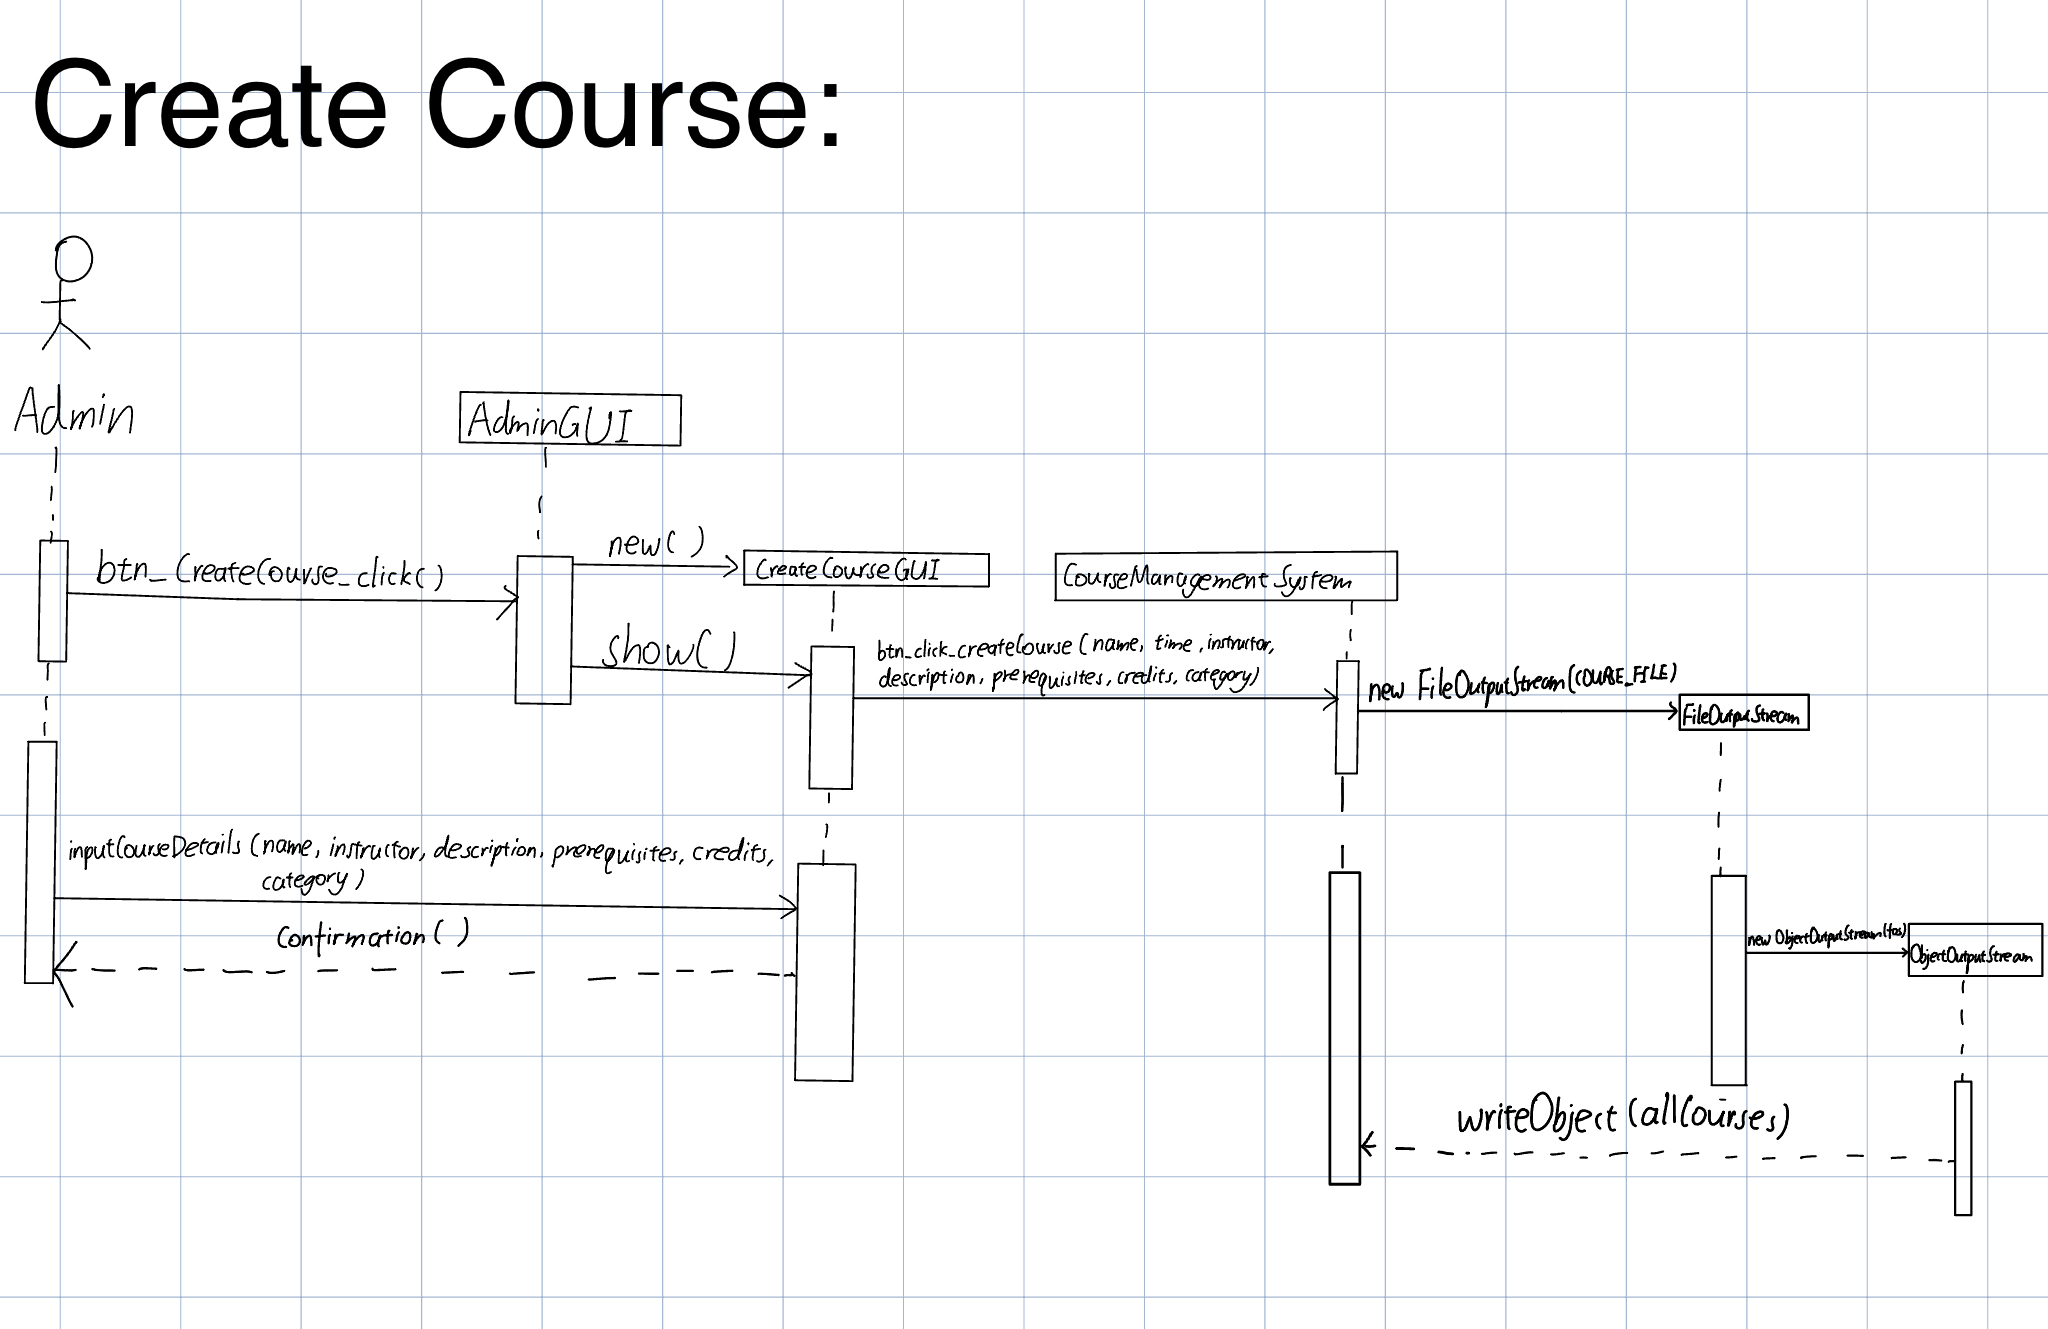 Create Course:
Admin
AdminGUI
new( )
CreateCourseGUI
CourseManagementSystem
btn_CreateCourse_click()
show()
btn_click_createCourse (name, time, instructor,
description, prerequisites, credits, category)
new FileOutputStream(COURSE_FILE)
FileOutputStream
inputCourseDetails (name, instructor, description, prerequisites, credits,
category )
Confirmation ( )
new ObjectOutputStream(fos)
ObjectOutputStream
writeObject (allCourses)